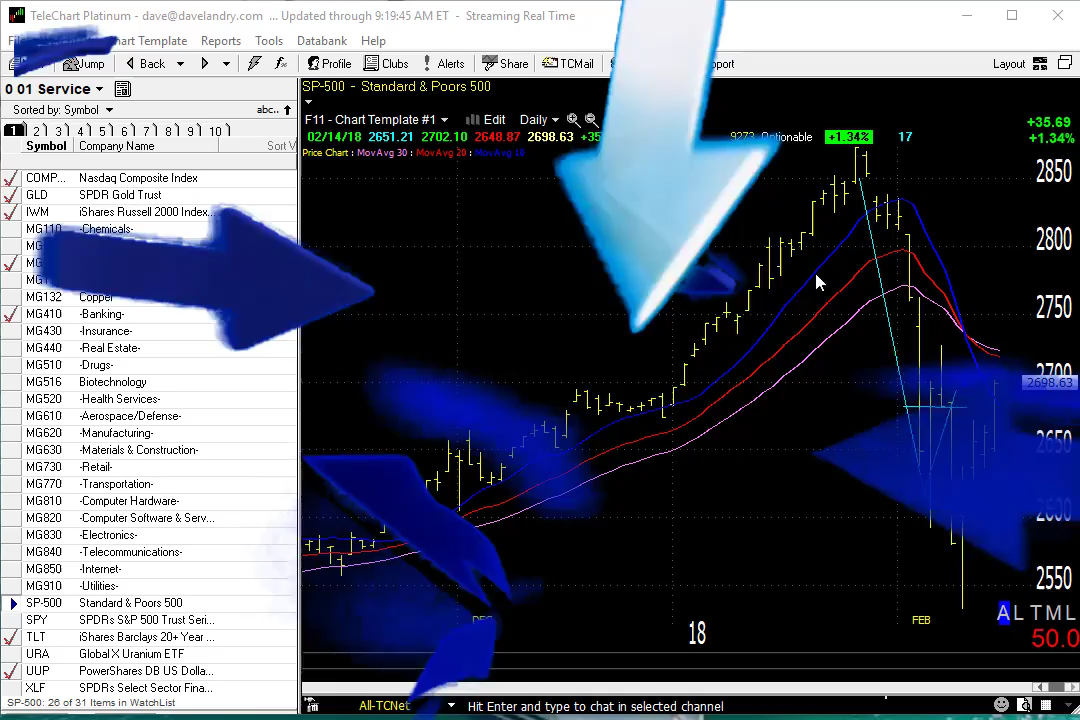 TeleChart Platinum - dave@davelandry.com ... Updated through 9:19:45 AM ET - Streaming Real Time
Chart Template Reports Tools Databank Help
Jump Back Profile Clubs Alerts Share TCMail Layout
0 01 Service
Sorted by: Symbol abc..
1 2 3 4 5 6 7 8 9 10
Symbol Company Name Sort V
COMP... Nasdaq Composite Index
GLD SPDR Gold Trust
IWM iShares Russell 2000 Index...
MG110 -Chemicals-
MG132 Copper
MG410 -Banking-
MG430 -Insurance-
MG440 -Real Estate-
MG510 -Drugs-
MG516 Biotechnology
MG520 -Health Services-
MG610 -Aerospace/Defense-
MG620 -Manufacturing-
MG630 -Materials & Construction-
MG730 -Retail-
MG770 -Transportation-
MG810 -Computer Hardware-
MG820 -Computer Software & Serv...
MG830 -Electronics-
MG840 -Telecommunications-
MG850 -Internet-
MG910 -Utilities-
SP-500 Standard & Poors 500
SPY SPDRs S&P 500 Trust Seri...
TLT iShares Barclays 20+ Year ...
URA Global X Uranium ETF
UUP PowerShares DB US Dolla...
XLF SPDRs Select Sector Fina...
SP-500: 26 of 31 Items in WatchList
SP-500 - Standard & Poors 500
F11 - Chart Template #1 Edit Daily
02/14/18 2651.21 2702.10 2648.87 2698.63 Optionable +1.34% 17
Price Chart : MovAvg 30 : MovAvg 20 : MovAvg 10
+35.69
+1.34%
2850
2800
2750
2700
2698.63
2650
2600
2550
DEC 18 FEB
A L T M L
50.0
All-TCNet Hit Enter and type to chat in selected channel